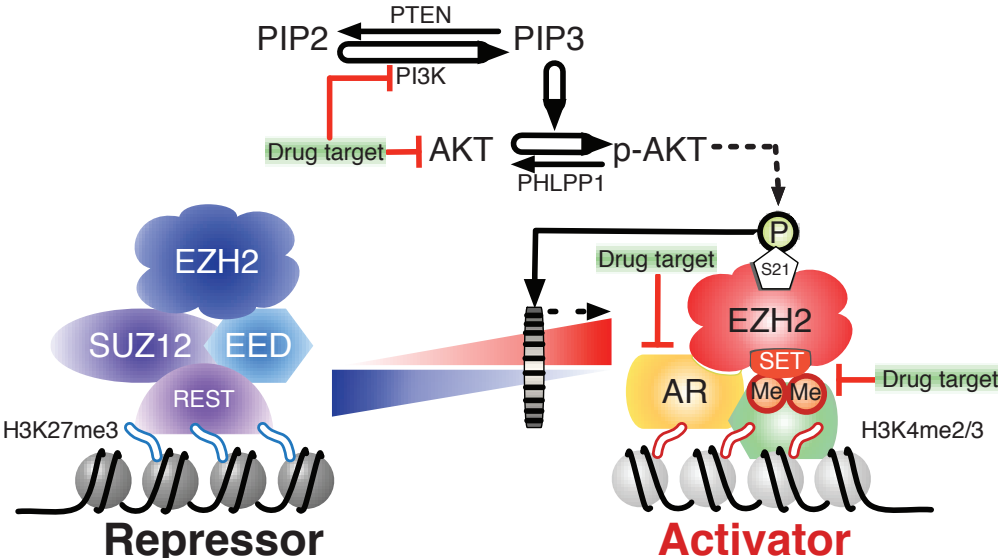 PTEN
PIP2
PIP3
PI3K
Drug target
AKT
p-AKT
PHLPP1
P
S21
Drug target
EZH2
EZH2
SUZ12
EED
SET
REST
AR
Me
Me
Drug target
H3K27me3
H3K4me2/3
Repressor
Activator